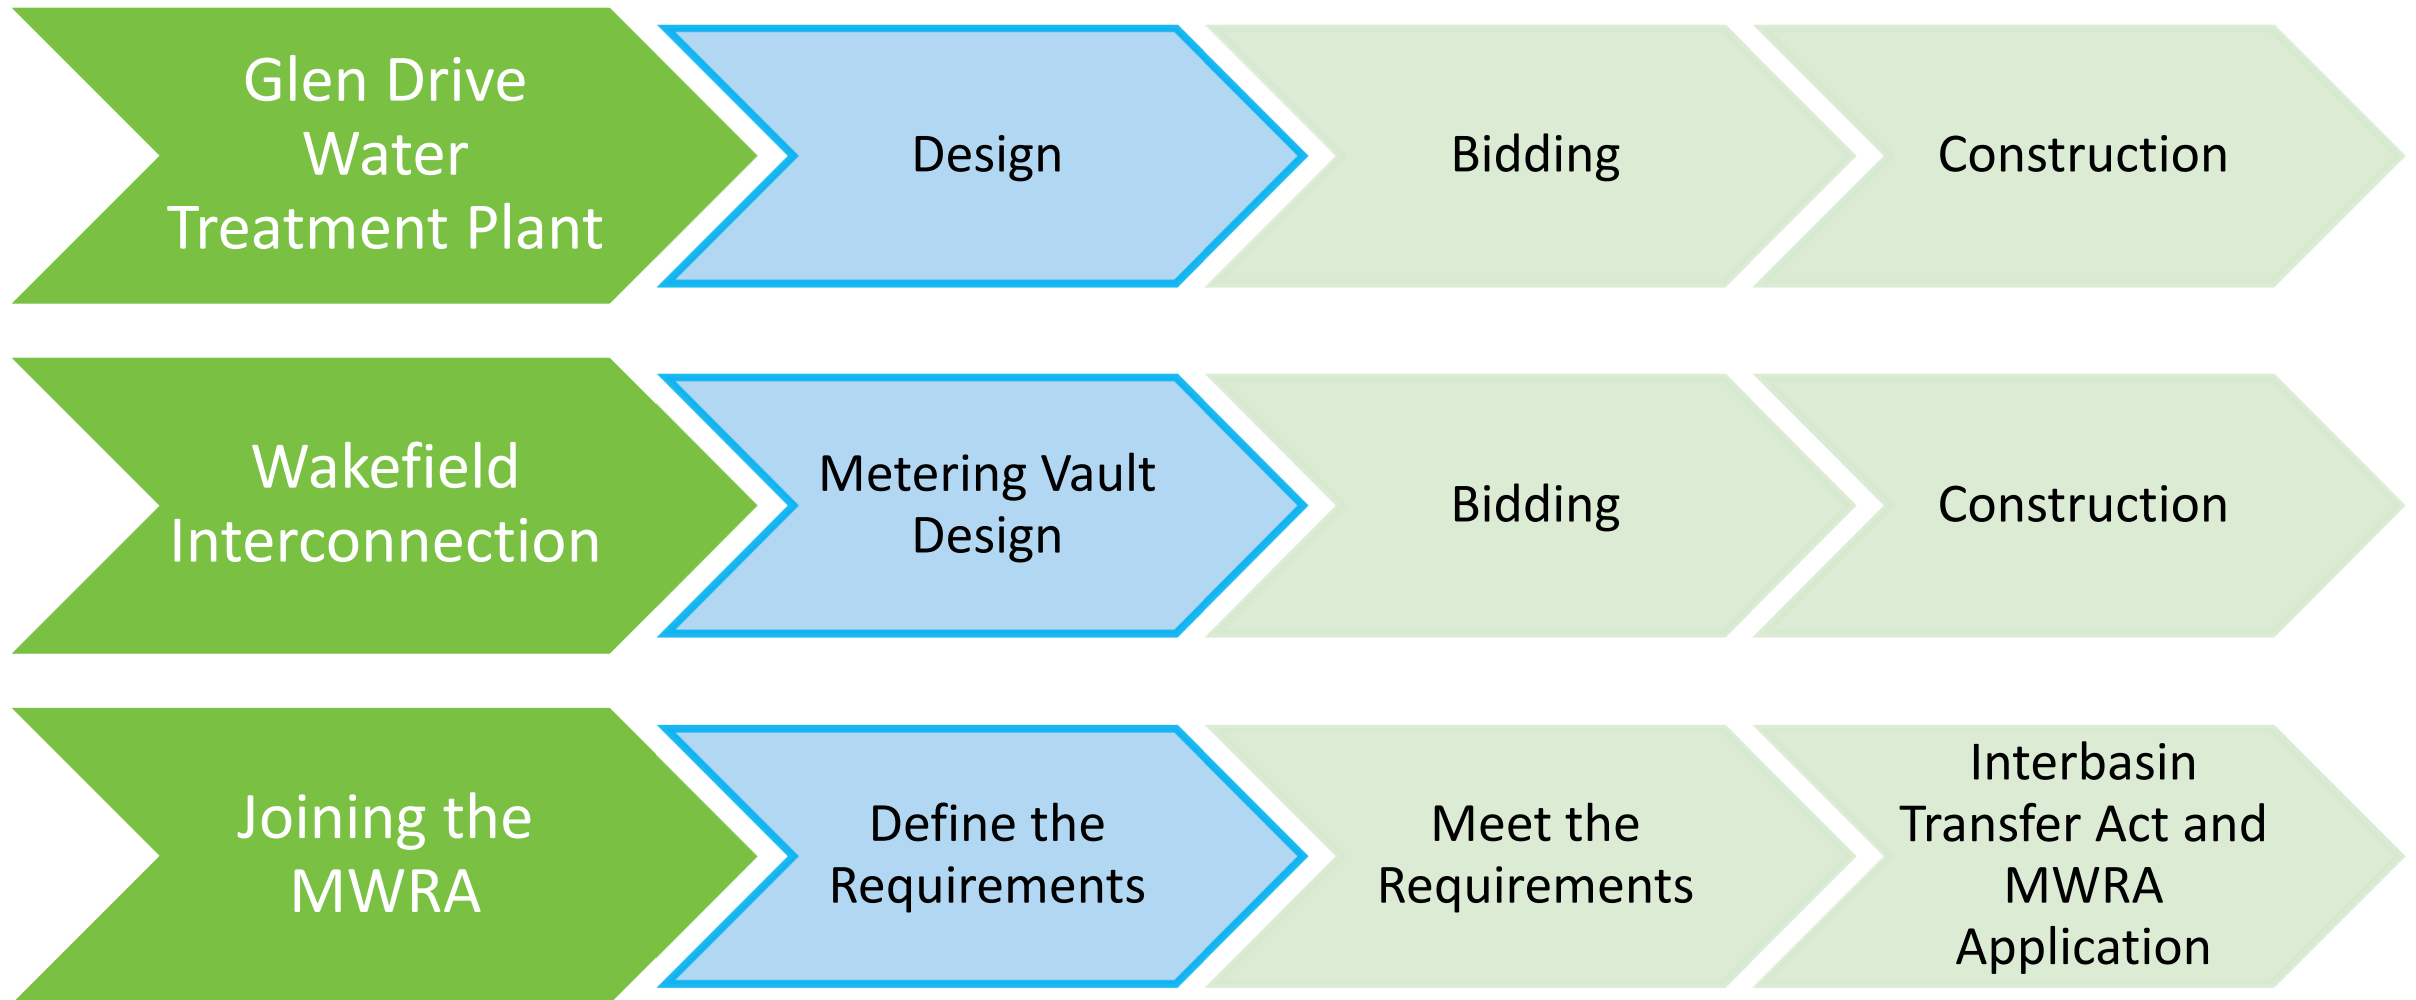 Glen Drive
Water
Treatment Plant
Design
Bidding
Construction
Wakefield
Interconnection
Metering Vault
Design
Bidding
Construction
Joining the
MWRA
Define the
Requirements
Meet the
Requirements
Interbasin
Transfer Act and
MWRA
Application